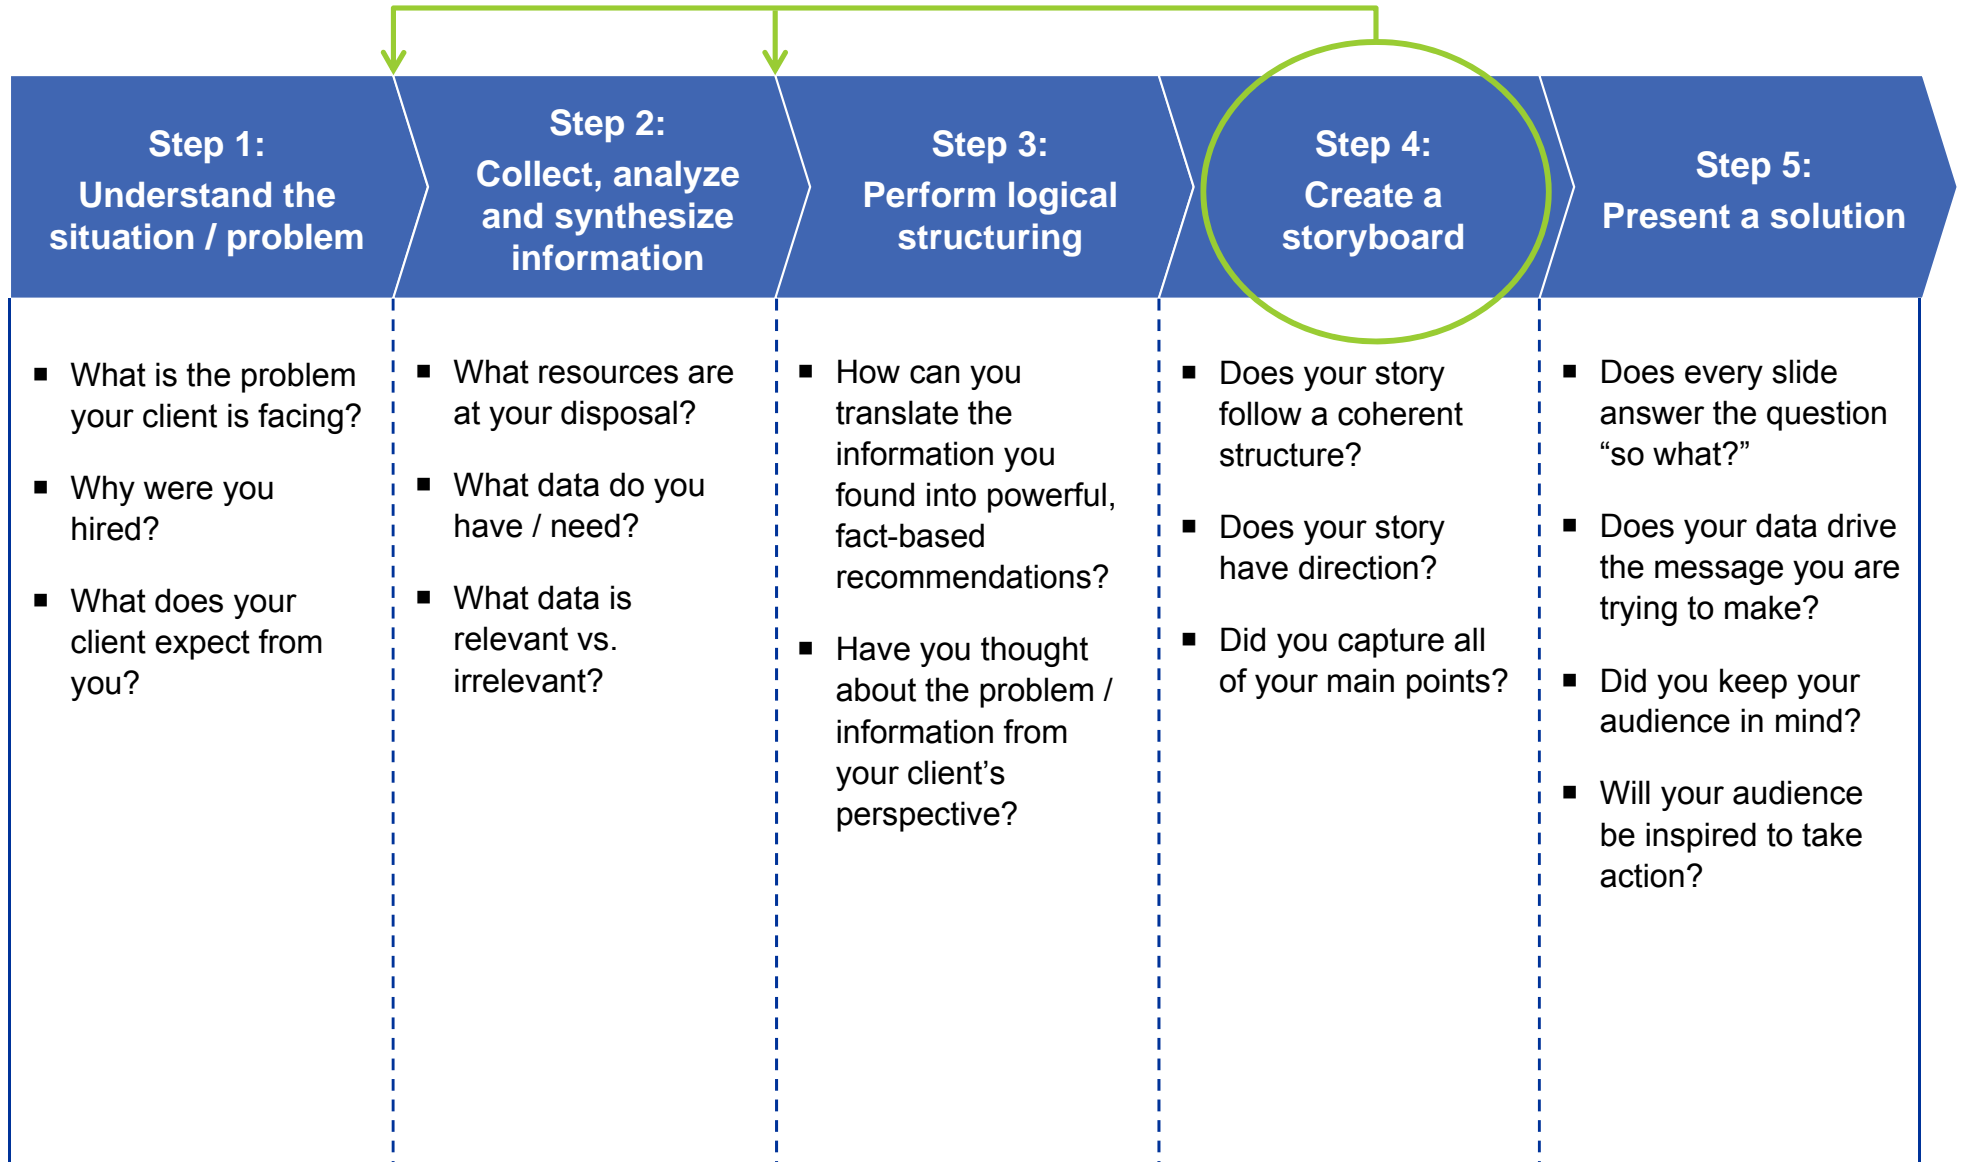 Step 1:
Understand the
situation / problem
Step 2:
Collect, analyze
and synthesize
information
Step 3:
Perform logical
structuring
Step 4:
Create a
storyboard
Step 5:
Present a solution
▪ What is the problem
your client is facing?
▪ Why were you
hired?
▪ What does your
client expect from
you?
▪ What resources are
at your disposal?
▪ What data do you
have / need?
▪ What data is
relevant vs.
irrelevant?
▪ How can you
translate the
information you
found into powerful,
fact-based
recommendations?
▪ Have you thought
about the problem /
information from
your client’s
perspective?
▪ Does your story
follow a coherent
structure?
▪ Does your story
have direction?
▪ Did you capture all
of your main points?
▪ Does every slide
answer the question
“so what?”
▪ Does your data drive
the message you are
trying to make?
▪ Did you keep your
audience in mind?
▪ Will your audience
be inspired to take
action?